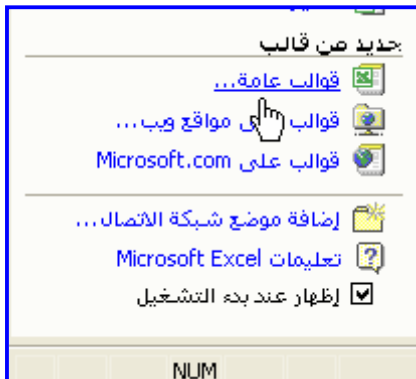 جديد من قالب
قوالب عامة...
قوالب على مواقع ويب...
قوالب على Microsoft.com
إضافة موضع شبكة الاتصال...
تعليمات Microsoft Excel
إظهار عند بدء التشغيل
NUM